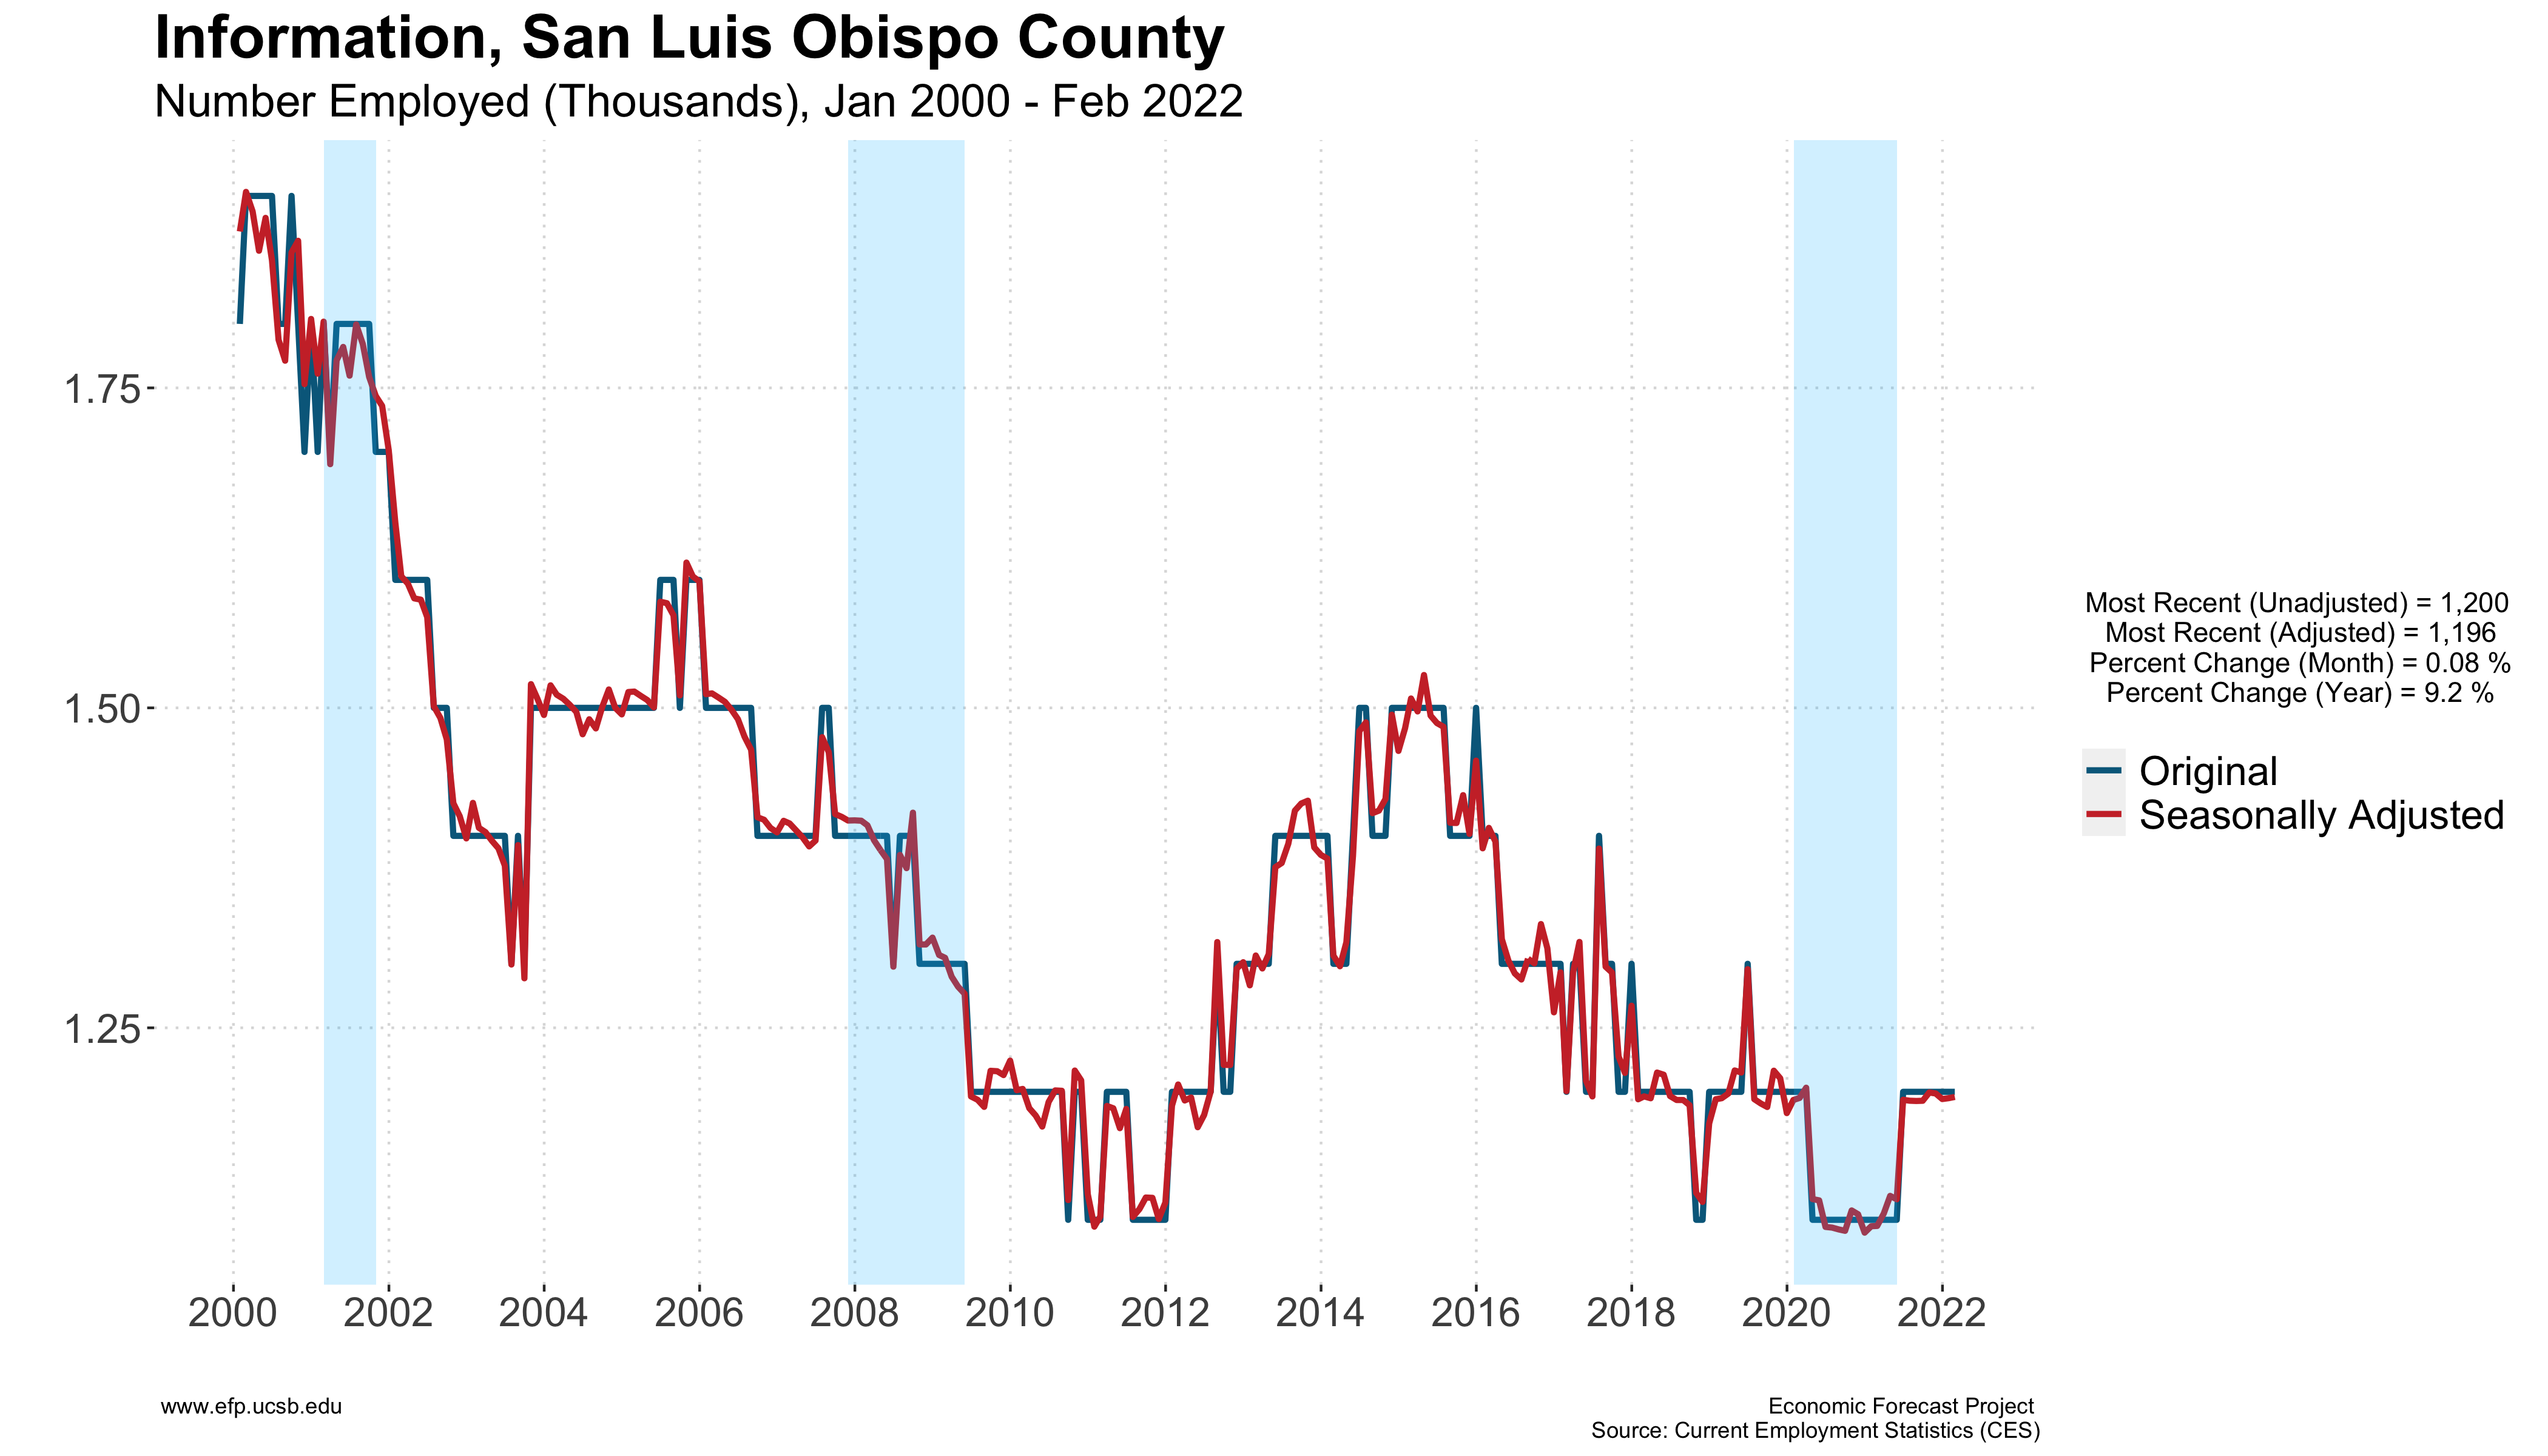 Information, San Luis Obispo County
Number Employed (Thousands), Jan 2000 - Feb 2022
1.75
1.50
1.25
2000 2002 2004 2006 2008 2010 2012 2014 2016 2018 2020 2022
Most Recent (Unadjusted) = 1,200
Most Recent (Adjusted) = 1,196
Percent Change (Month) = 0.08 %
Percent Change (Year) = 9.2 %
Original
Seasonally Adjusted
www.efp.ucsb.edu
Economic Forecast Project
Source: Current Employment Statistics (CES)